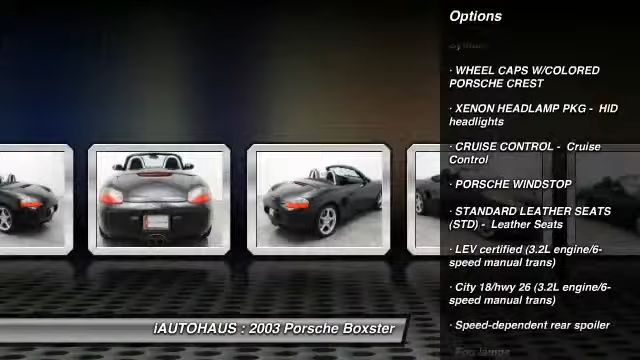 Options
· WHEEL CAPS W/COLORED
PORSCHE CREST
· XENON HEADLAMP PKG - HID
headlights
· CRUISE CONTROL - Cruise
Control
· PORSCHE WINDSTOP
· STANDARD LEATHER SEATS
(STD) - Leather Seats
· LEV certified (3.2L engine/6-
speed manual trans)
· City 18/hwy 26 (3.2L engine/6-
speed manual trans)
· Speed-dependent rear spoiler
· Fog lamps
iAUTOHAUS : 2003 Porsche Boxster